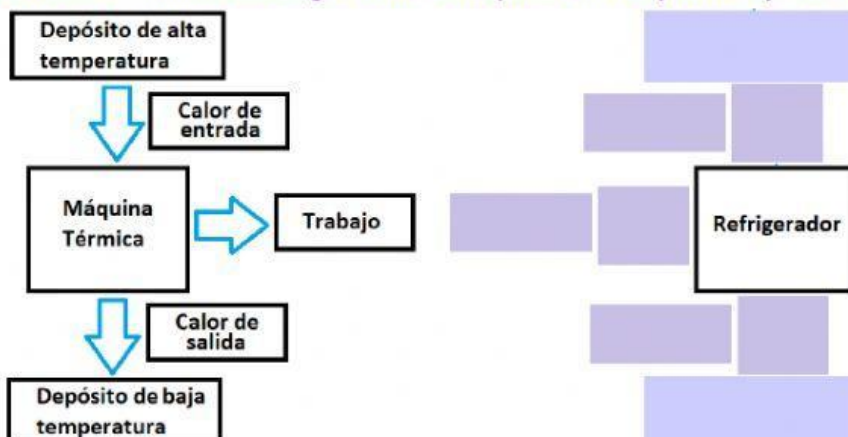 Depósito de alta
temperatura
Calor de
entrada
Máquina
Térmica
Trabajo
Refrigerador
Calor de
salida
Depósito de baja
temperatura